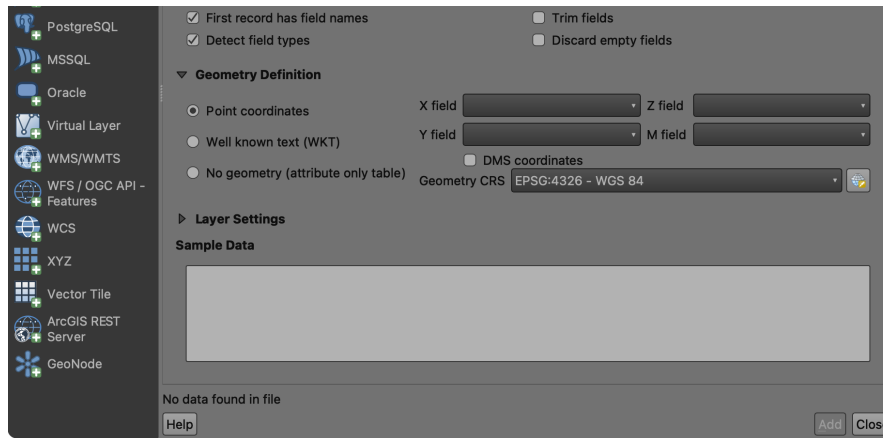 PostgreSQL
MSSQL
Oracle
Virtual Layer
WMS/WMTS
WFS / OGC API -
Features
WCS
XYZ
Vector Tile
ArcGIS REST
Server
GeoNode
First record has field names
Trim fields
Detect field types
Discard empty fields
Geometry Definition
Point coordinates
Well known text (WKT)
No geometry (attribute only table)
X field
Z field
Y field
M field
DMS coordinates
Geometry CRS
EPSG:4326 - WGS 84
Layer Settings
Sample Data
No data found in file
Help
Add
Clos